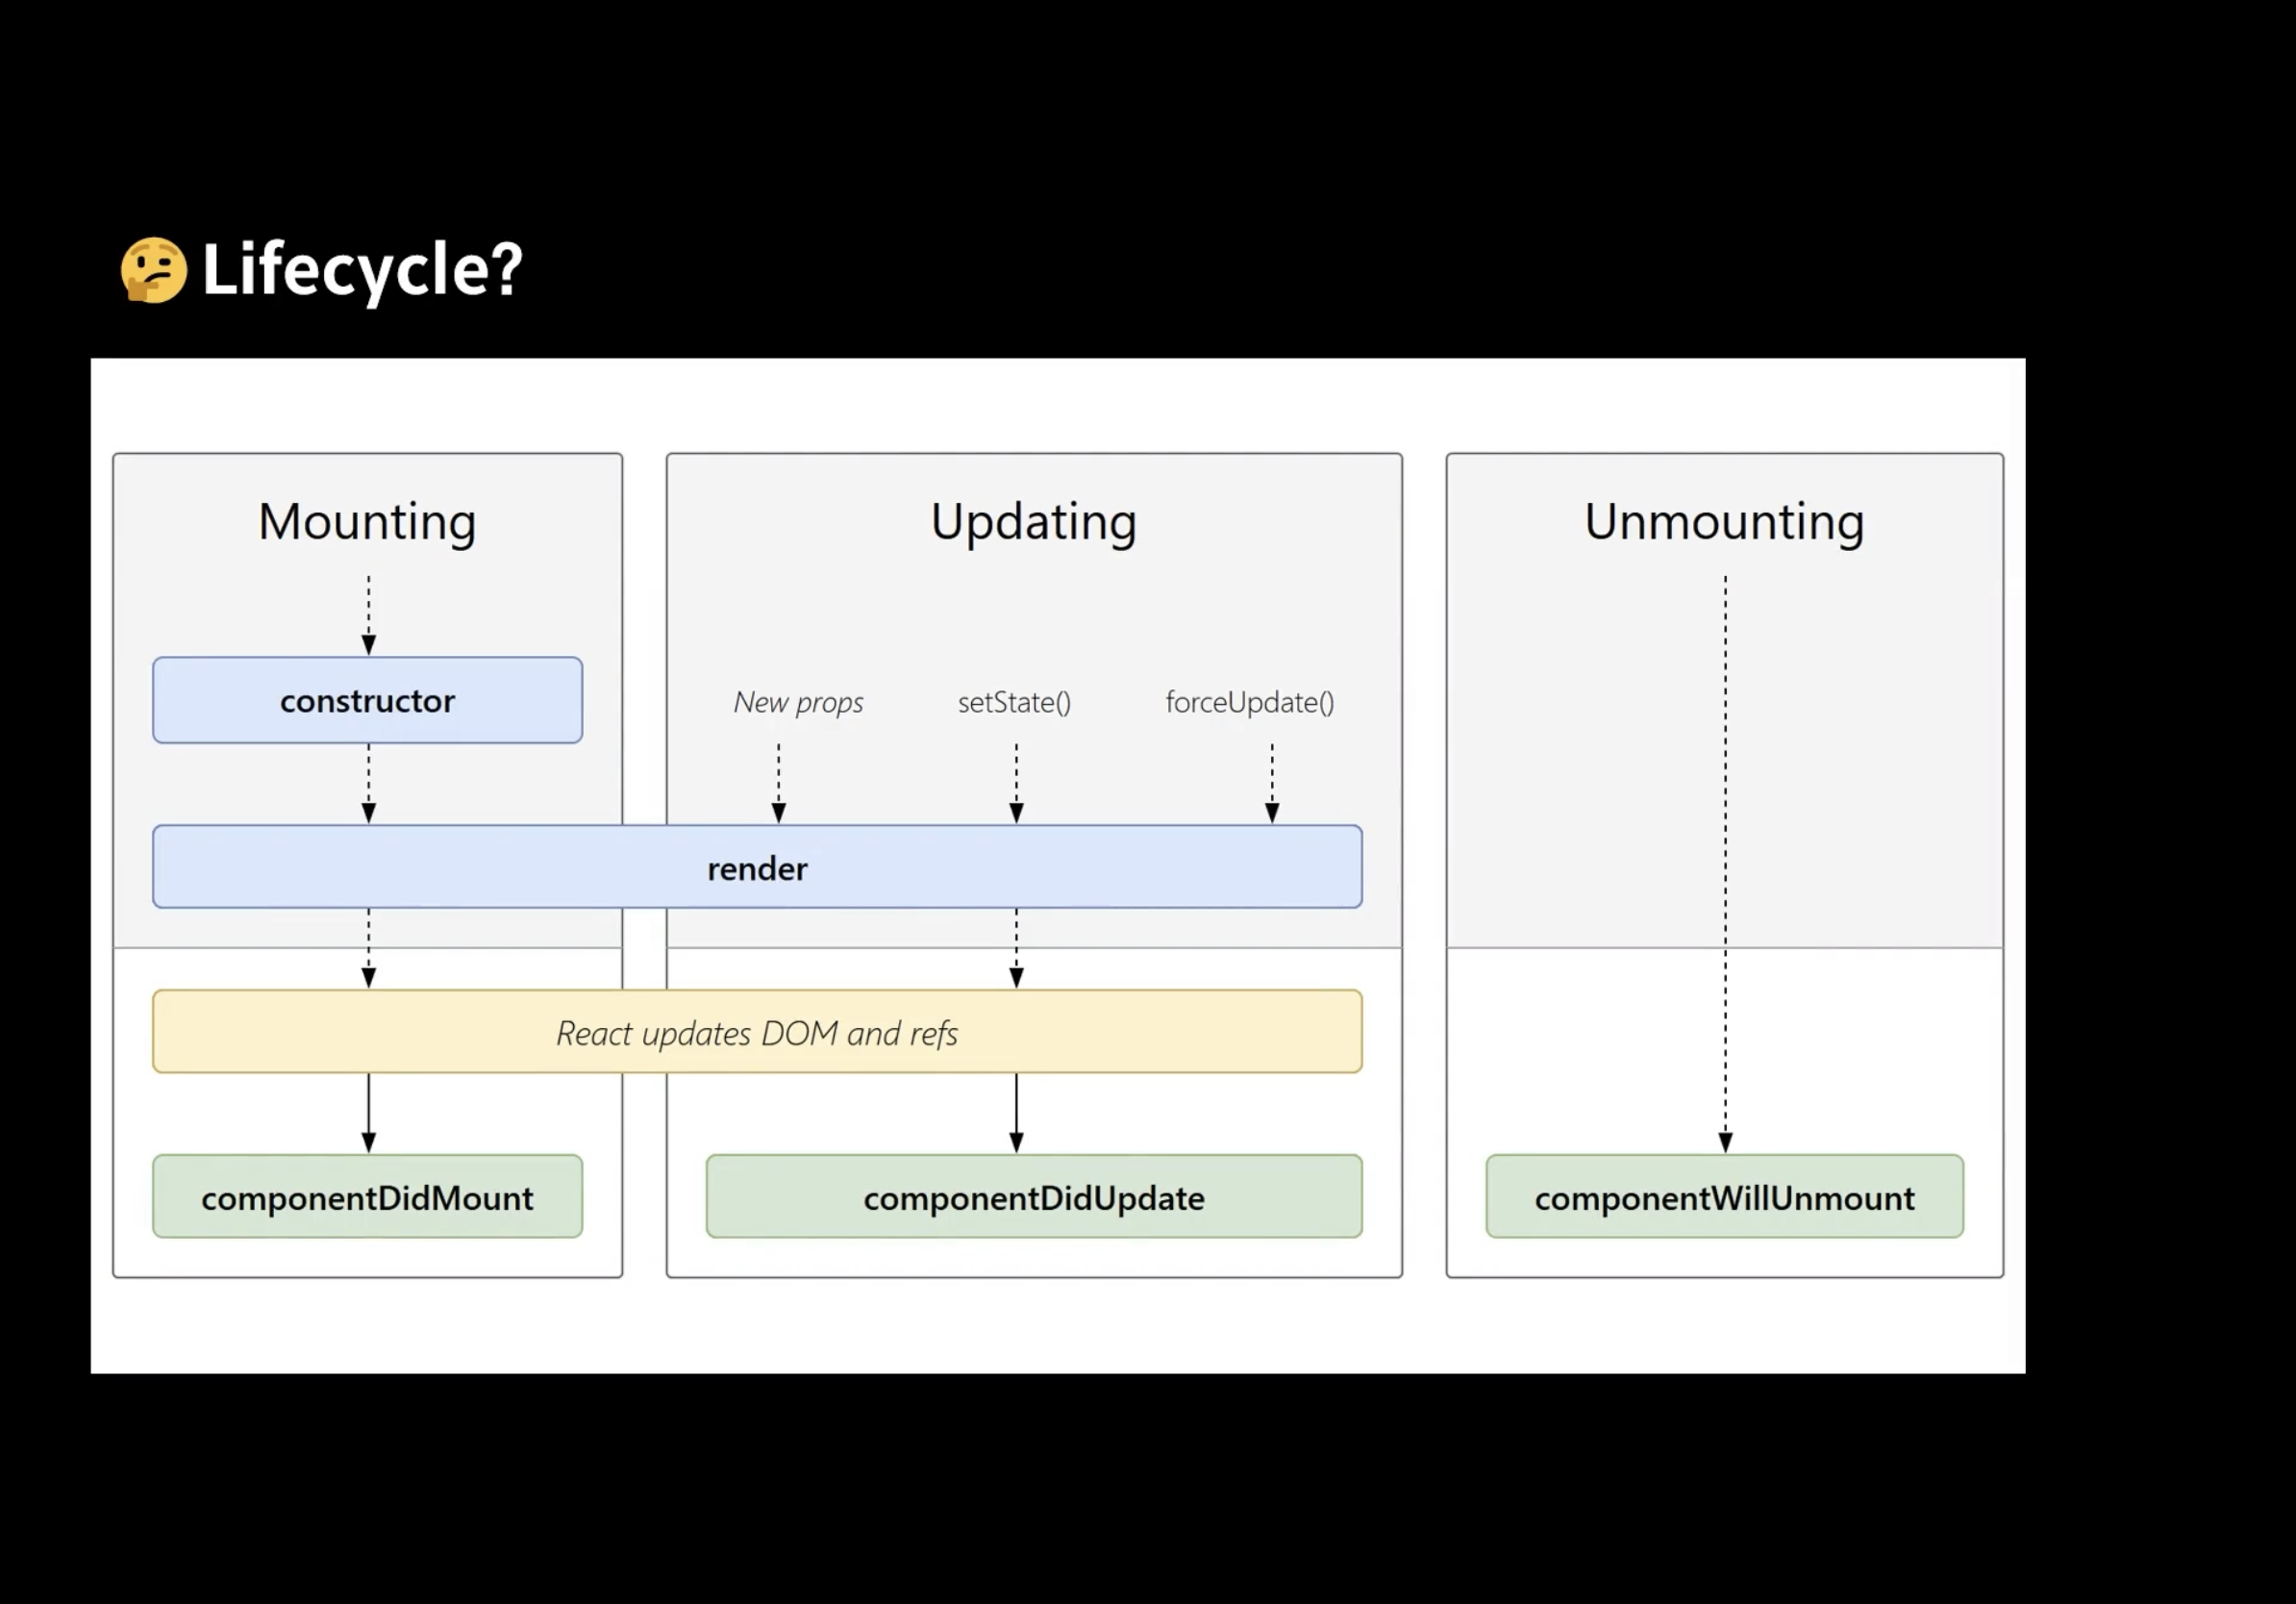 🤔 Lifecycle?
Mounting
Updating
Unmounting
constructor
New props
setState()
forceUpdate()
render
React updates DOM and refs
componentDidMount
componentDidUpdate
componentWillUnmount